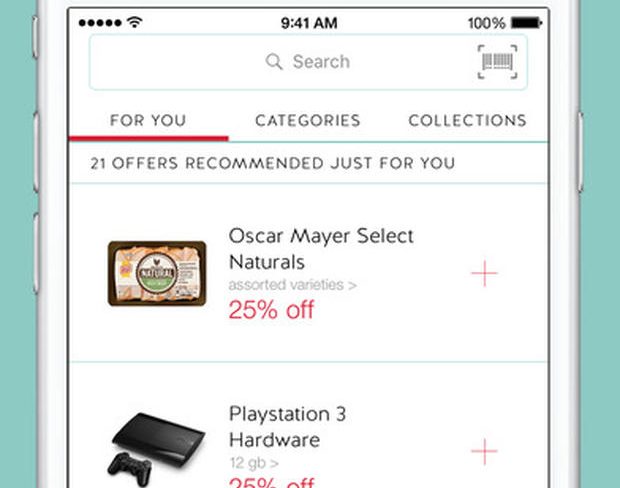 9:41 AM 100%
Search
FOR YOU CATEGORIES COLLECTIONS
21 OFFERS RECOMMENDED JUST FOR YOU
Oscar Mayer Select
Naturals
assorted varieties >
25% off
NATURAL
Playstation 3
Hardware
12 gb >
25% off